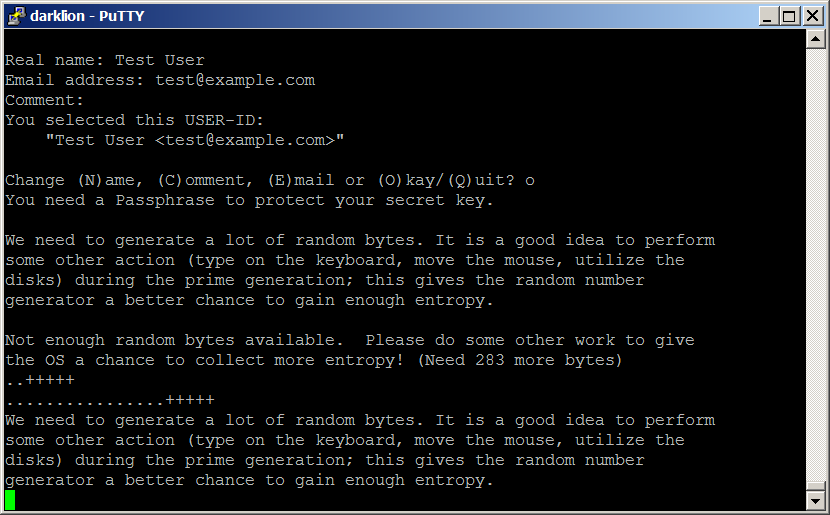 darklion - PuTTY
Real name: Test User
Email address: test@example.com
Comment:
You selected this USER-ID:
    "Test User <test@example.com>"

Change (N)ame, (C)omment, (E)mail or (O)kay/(Q)uit? o
You need a Passphrase to protect your secret key.

We need to generate a lot of random bytes. It is a good idea to perform
some other action (type on the keyboard, move the mouse, utilize the
disks) during the prime generation; this gives the random number
generator a better chance to gain enough entropy.

Not enough random bytes available.  Please do some other work to give
the OS a chance to collect more entropy! (Need 283 more bytes)
..+++++
................+++++
We need to generate a lot of random bytes. It is a good idea to perform
some other action (type on the keyboard, move the mouse, utilize the
disks) during the prime generation; this gives the random number
generator a better chance to gain enough entropy.